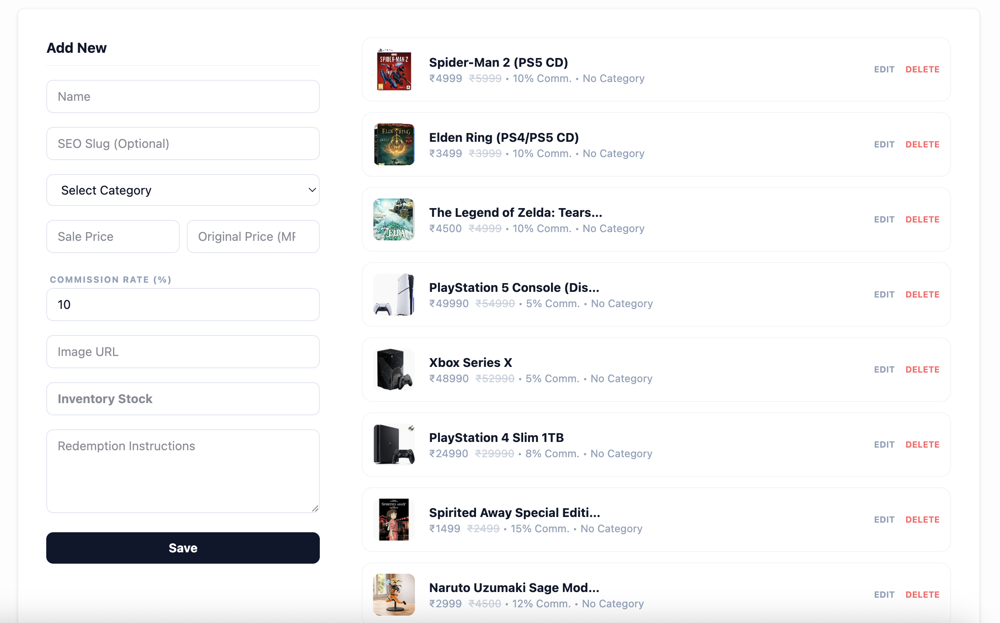 Add New
Name
SEO Slug (Optional)
Select Category
Sale Price
Original Price (MR
COMMISSION RATE (%)
10
Image URL
Inventory Stock
Redemption Instructions
Save
SPIDER-MAN 2
Spider-Man 2 (PS5 CD)
₹4999 ₹5999 • 10% Comm. • No Category
EDIT DELETE
ELDEN RING
Elden Ring (PS4/PS5 CD)
₹3499 ₹3999 • 10% Comm. • No Category
EDIT DELETE
ZELDA
The Legend of Zelda: Tears...
₹4500 ₹4999 • 10% Comm. • No Category
EDIT DELETE
PlayStation 5 Console (Dis...
₹49990 ₹54990 • 5% Comm. • No Category
EDIT DELETE
Xbox Series X
₹48990 ₹52990 • 5% Comm. • No Category
EDIT DELETE
PlayStation 4 Slim 1TB
₹24990 ₹29990 • 8% Comm. • No Category
EDIT DELETE
SPIRITED AWAY
Spirited Away Special Editi...
₹1499 ₹2499 • 15% Comm. • No Category
EDIT DELETE
Naruto Uzumaki Sage Mod...
₹2999 ₹4500 • 12% Comm. • No Category
EDIT DELETE